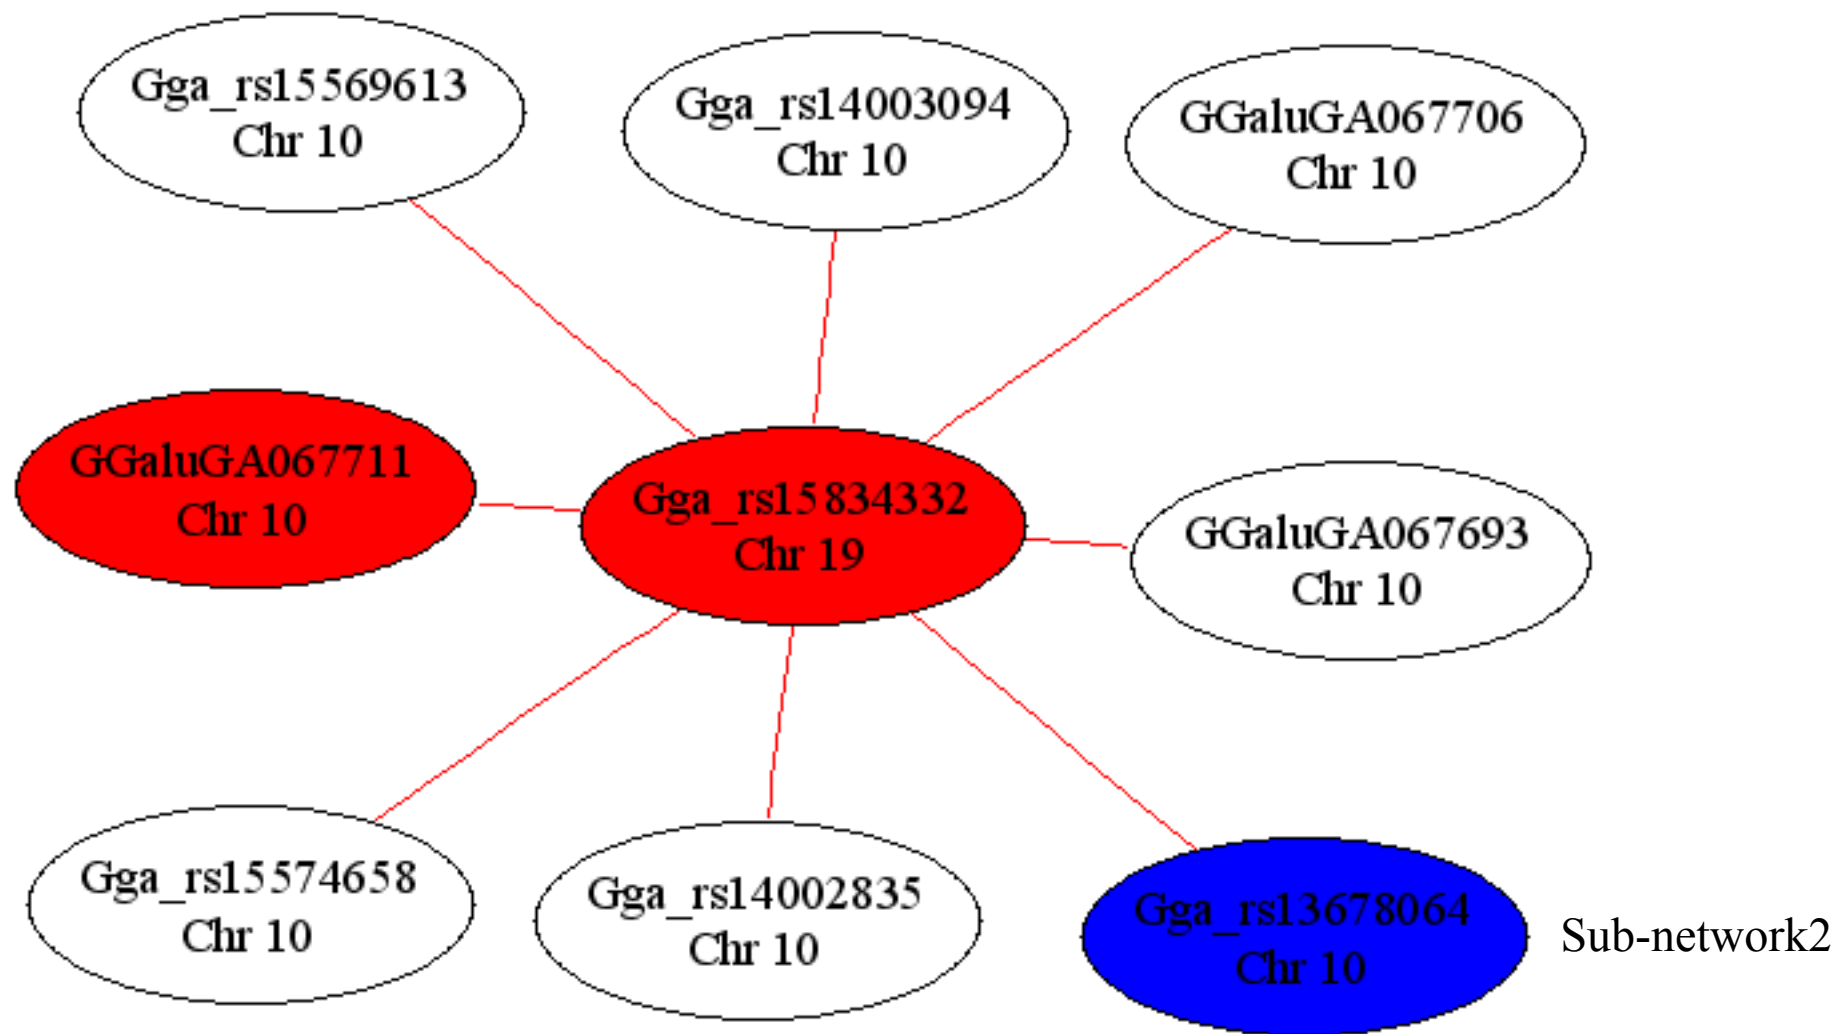 Gga_rs15569613
Chr 10
Gga_rs14003094
Chr 10
GGaluGA067706
Chr 10
GGaluGA067711
Chr 10
Gga_rs15834332
Chr 19
GGaluGA067693
Chr 10
Gga_rs15574658
Chr 10
Gga_rs14002835
Chr 10
Gga_rs13678064
Chr 10
Sub-network2